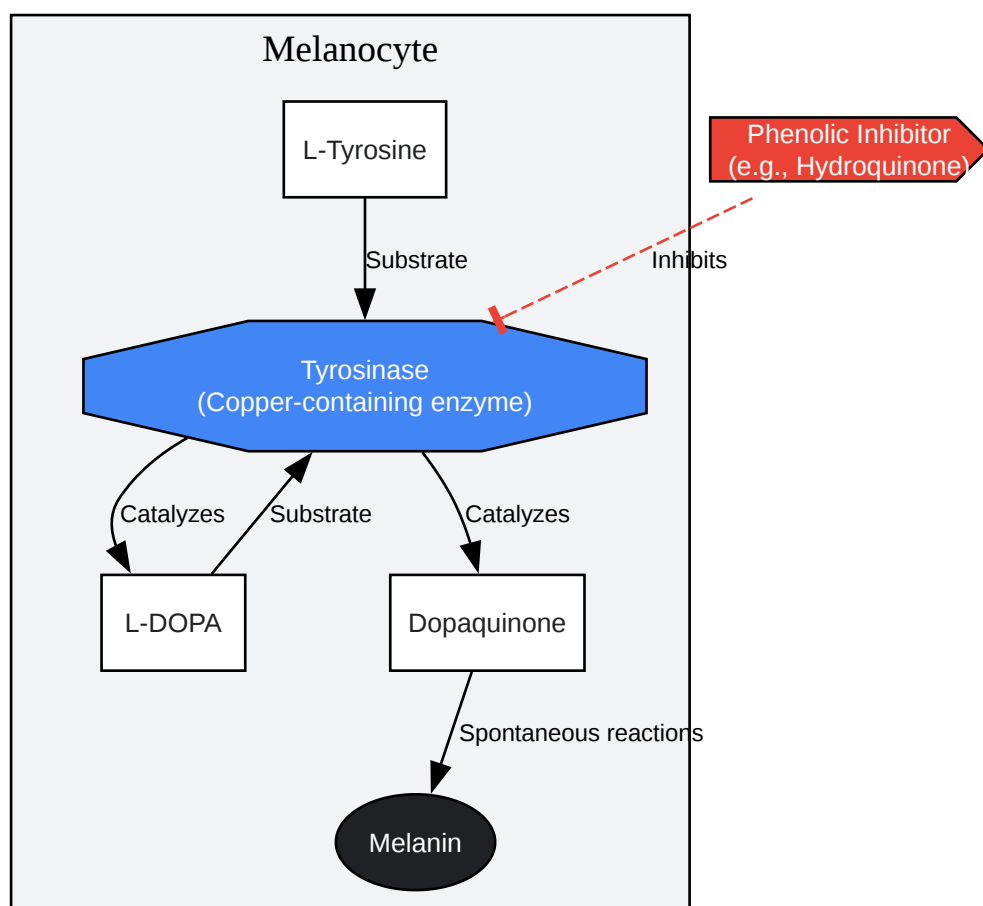 Melanocyte
L-Tyrosine
Phenolic Inhibitor
(e.g., Hydroquinone)
Substrate
Inhibits
Tyrosinase
(Copper-containing enzyme)
Catalyzes
Substrate
Catalyzes
L-DOPA
Dopaquinone
Spontaneous reactions
Melanin